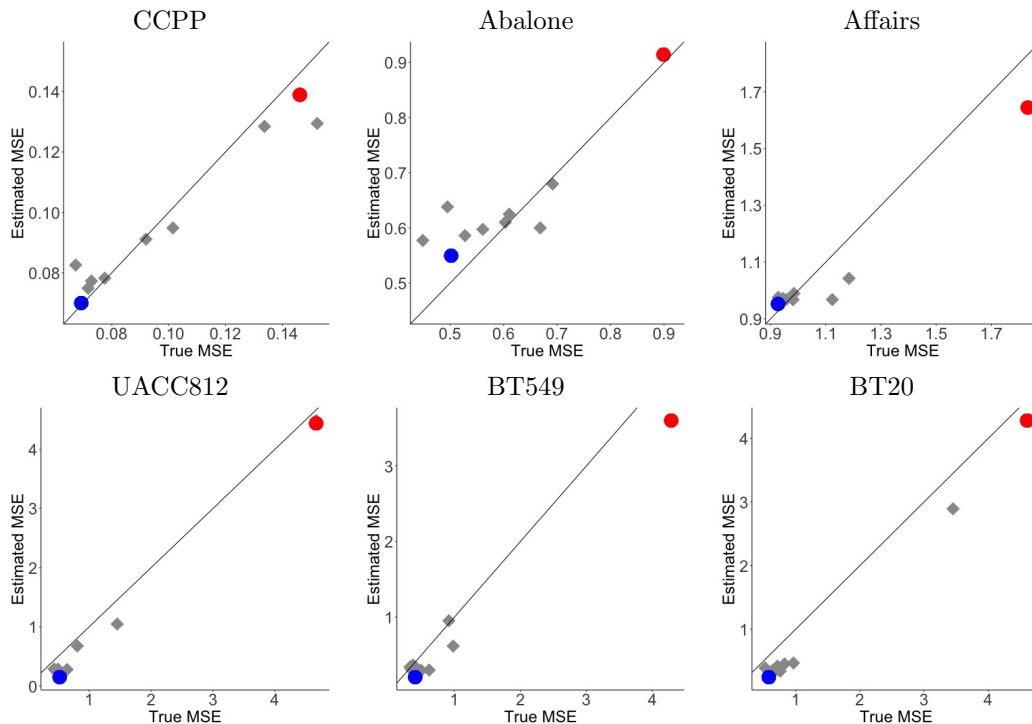 CCPP
Abalone
Affairs
Estimated MSE
0.14
0.12
0.10
0.08
0.08 0.10 0.12 0.14
True MSE
Estimated MSE
0.9
0.8
0.7
0.6
0.5
0.5 0.6 0.7 0.8 0.9
True MSE
Estimated MSE
1.7
1.5
1.3
1.1
0.9
0.9 1.1 1.3 1.5 1.7
True MSE
UACC812
BT549
BT20
Estimated MSE
4
3
2
1
0
1 2 3 4
True MSE
Estimated MSE
3
2
1
1 2 3 4
True MSE
Estimated MSE
4
3
2
1
1 2 3 4
True MSE